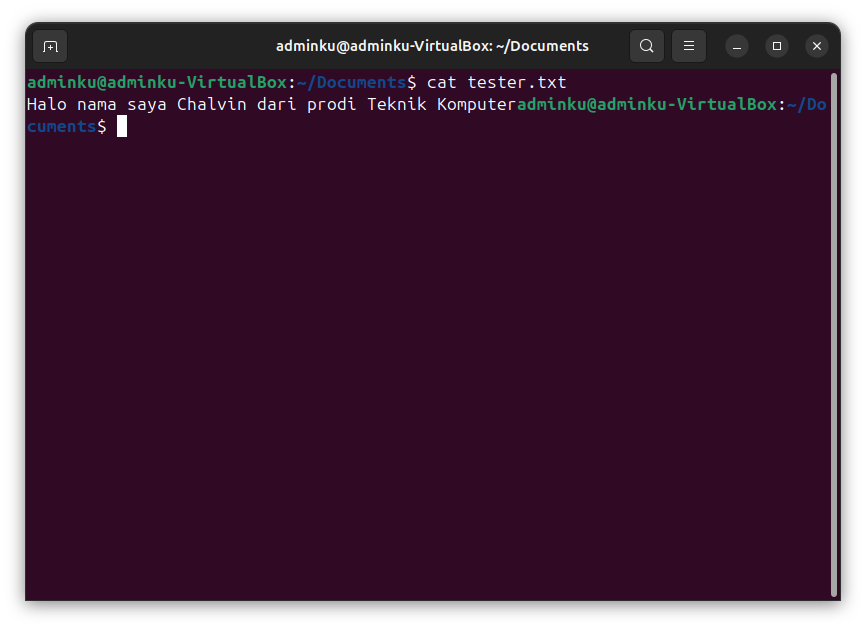 adminku@adminku-VirtualBox: ~/Documents
adminku@adminku-VirtualBox:~/Documents$ cat tester.txt
Halo nama saya Chalvin dari prodi Teknik Komputeradminku@adminku-VirtualBox:~/Do
cuments$